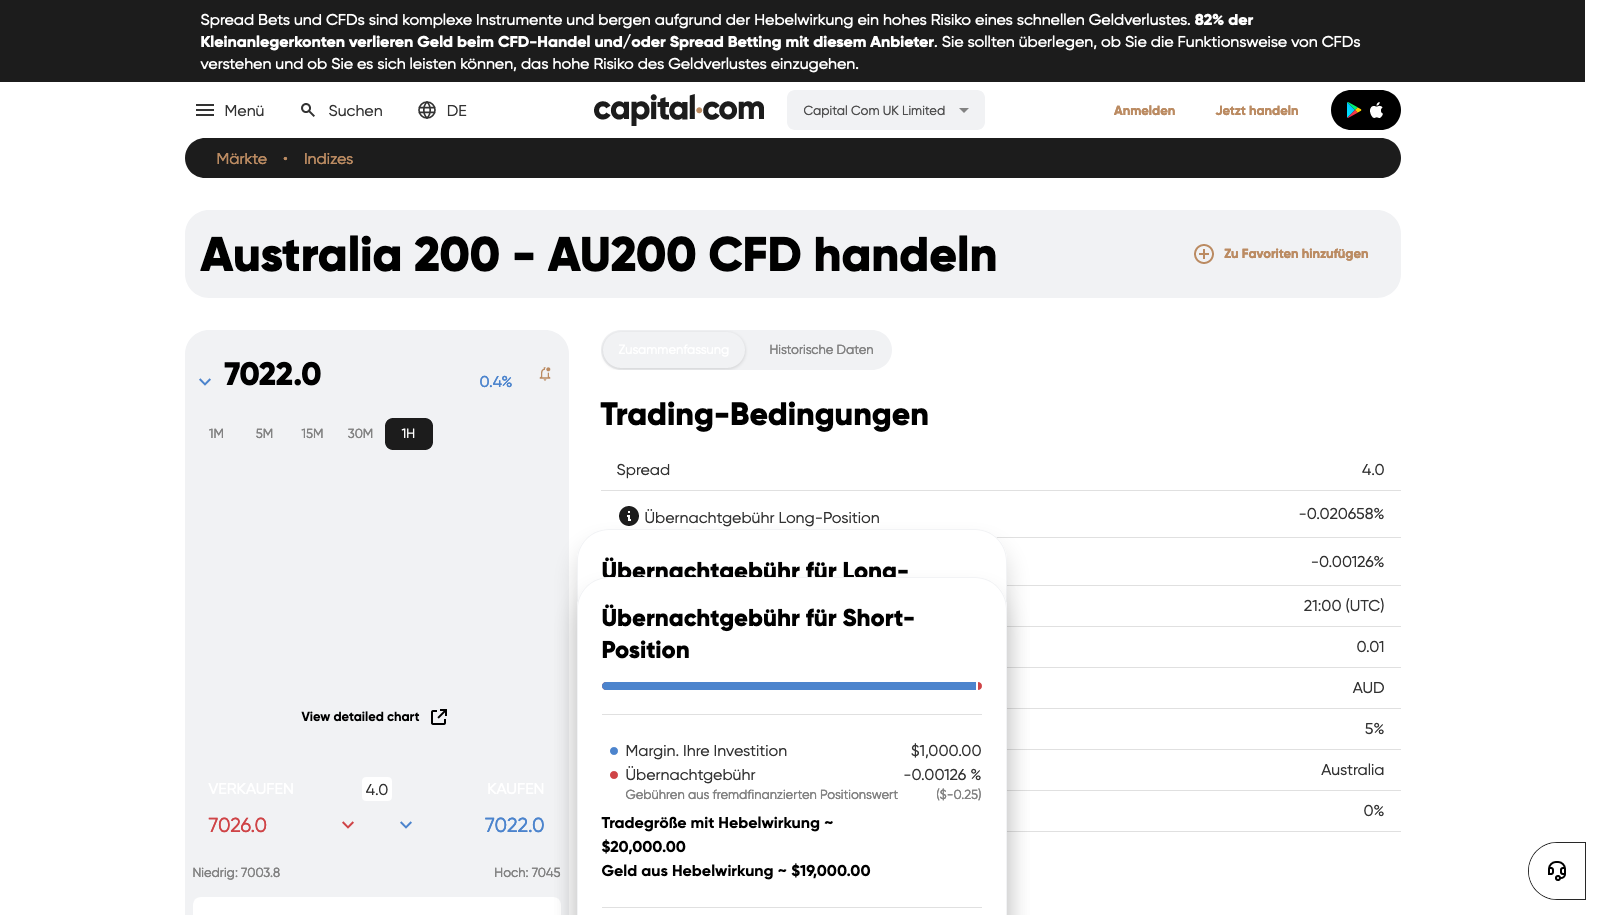 Spread Bets und CFDs sind komplexe Instrumente und bergen aufgrund der Hebelwirkung ein hohes Risiko eines schnellen Geldverlustes. 82% der
Kleinanlegerkonten verlieren Geld beim CFD-Handel und/oder Spread Betting mit diesem Anbieter. Sie sollten überlegen, ob Sie die Funktionsweise von CFDs
verstehen und ob Sie es sich leisten können, das hohe Risiko des Geldverlustes einzugehen.
Menü Suchen DE capital.com Capital Com UK Limited Anmelden Jetzt handeln
Märkte • Indizes
Australia 200 - AU200 CFD handeln
Zu Favoriten hinzufügen
7022.0 0.4%
1M 5M 15M 30M 1H
View detailed chart
VERKAUFEN 4.0 KAUFEN
7026.0 7022.0
Niedrig: 7003.8 Hoch: 7045
Zusammenfassung Historische Daten
Trading-Bedingungen
Spread 4.0
Übernachtgebühr Long-Position -0.020658%
-0.00126%
21:00 (UTC)
0.01
AUD
5%
Australia
0%
Übernachtgebühr für Long-
Übernachtgebühr für Short-
Position
Margin. Ihre Investition $1,000.00
Übernachtgebühr -0.00126 %
Gebühren aus fremdfinanzierten Positionswert ($-0.25)
Tradegröße mit Hebelwirkung ~
$20,000.00
Geld aus Hebelwirkung ~ $19,000.00